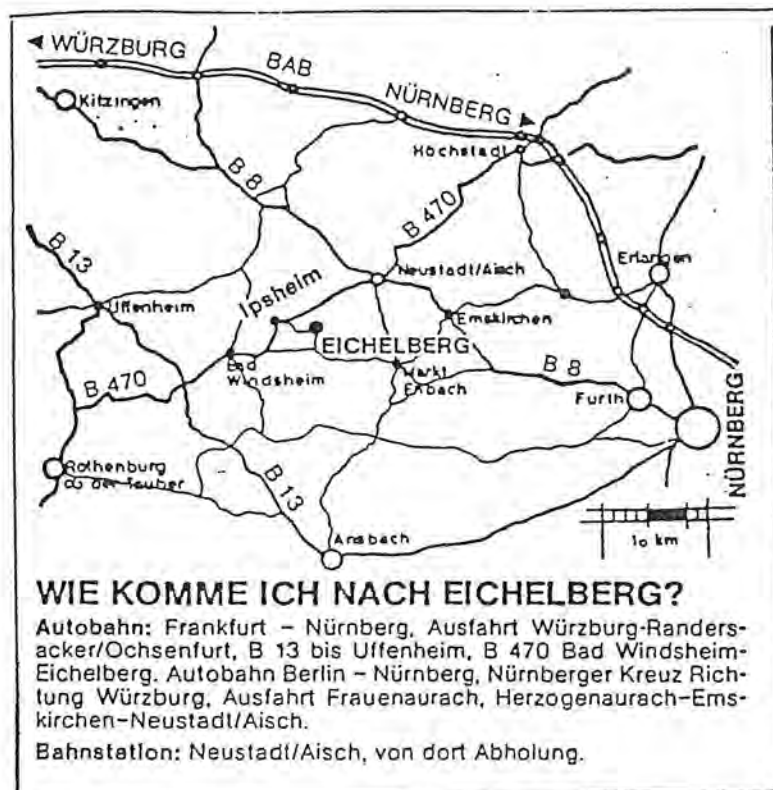 WÜRZBURG
BAB
NÜRNBERG
Kitzingen
Höchstadt
B 8
B 470
B 13
Neustadt/Aisch
Erlangen
Uffenheim
Ipsheim
Emskirchen
EICHELBERG
Bad
Windsheim
Markt
Erlbach
B 8
B 470
Fürth
NÜRNBERG
Rothenburg
ob der Tauber
B 13
Ansbach
10 km
WIE KOMME ICH NACH EICHELBERG?
Autobahn: Frankfurt – Nürnberg, Ausfahrt Würzburg-Randers-
acker/Ochsenfurt, B 13 bis Uffenheim, B 470 Bad Windsheim-
Eichelberg. Autobahn Berlin – Nürnberg, Nürnberger Kreuz Rich-
tung Würzburg, Ausfahrt Frauenaurach, Herzogenaurach-Ems-
kirchen-Neustadt/Aisch.
Bahnstation: Neustadt/Aisch, von dort Abholung.